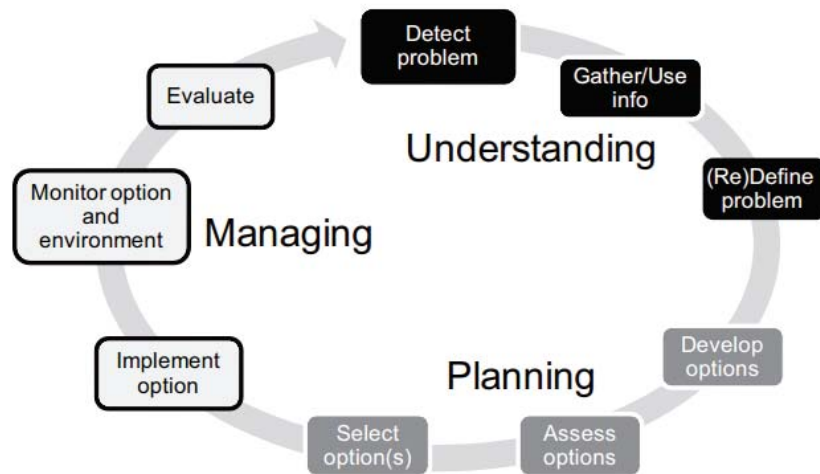 Detect
problem
Gather/Use
info
(Re)Define
problem
Understanding
Develop
options
Assess
options
Select
option(s)
Planning
Implement
option
Monitor option
and
environment
Evaluate
Managing